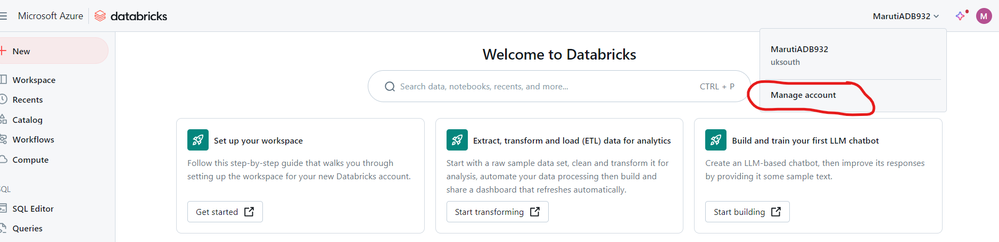 Microsoft Azure databricks
MarutiADB932
M
New
Workspace
Recents
Catalog
Workflows
Compute
SQL
SQL Editor
Queries
Welcome to Databricks
Search data, notebooks, recents, and more... CTRL + P
MarutiADB932
uksouth
Manage account
Set up your workspace
Follow this step-by-step guide that walks you through
setting up the workspace for your new Databricks account.
Get started
Extract, transform and load (ETL) data for analytics
Start with a raw sample data set, clean and transform it for
analysis, automate your data processing then build and
share a dashboard that refreshes automatically.
Start transforming
Build and train your first LLM chatbot
Create an LLM-based chatbot, then improve its responses
by providing it some sample text.
Start building